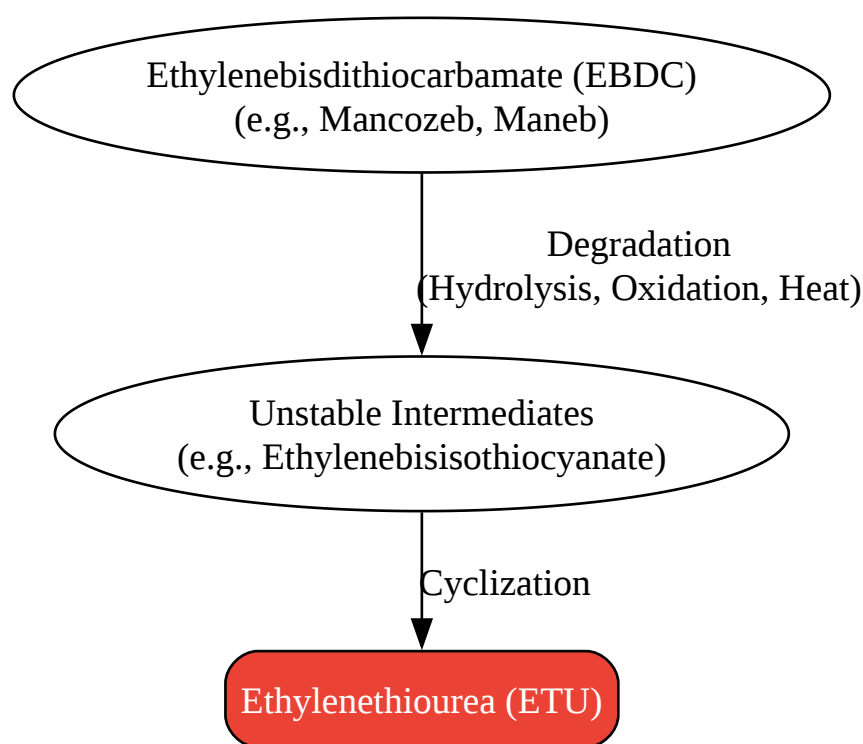 Ethylenebisdithiocarbamate (EBDC)
(e.g., Mancozeb, Maneb)
Degradation
(Hydrolysis, Oxidation, Heat)
Unstable Intermediates
(e.g., Ethylenebisisothiocyanate)
Cyclization
Ethylenethiourea (ETU)